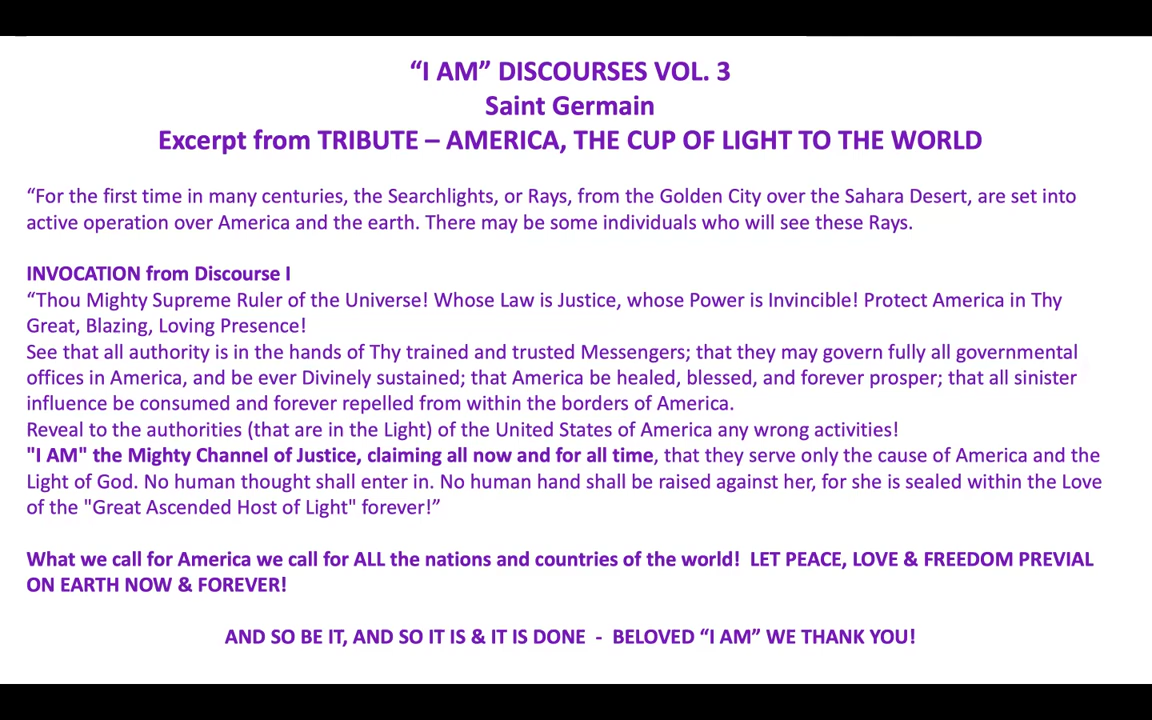 “I AM” DISCOURSES VOL. 3
Saint Germain
Excerpt from TRIBUTE – AMERICA, THE CUP OF LIGHT TO THE WORLD
“For the first time in many centuries, the Searchlights, or Rays, from the Golden City over the Sahara Desert, are set into
active operation over America and the earth. There may be some individuals who will see these Rays.
INVOCATION from Discourse I
“Thou Mighty Supreme Ruler of the Universe! Whose Law is Justice, whose Power is Invincible! Protect America in Thy
Great, Blazing, Loving Presence!
See that all authority is in the hands of Thy trained and trusted Messengers; that they may govern fully all governmental
offices in America, and be ever Divinely sustained; that America be healed, blessed, and forever prosper; that all sinister
influence be consumed and forever repelled from within the borders of America.
Reveal to the authorities (that are in the Light) of the United States of America any wrong activities!
"I AM" the Mighty Channel of Justice, claiming all now and for all time, that they serve only the cause of America and the
Light of God. No human thought shall enter in. No human hand shall be raised against her, for she is sealed within the Love
of the "Great Ascended Host of Light" forever!”
What we call for America we call for ALL the nations and countries of the world!  LET PEACE, LOVE & FREEDOM PREVIAL
ON EARTH NOW & FOREVER!
AND SO BE IT, AND SO IT IS & IT IS DONE  -  BELOVED “I AM” WE THANK YOU!